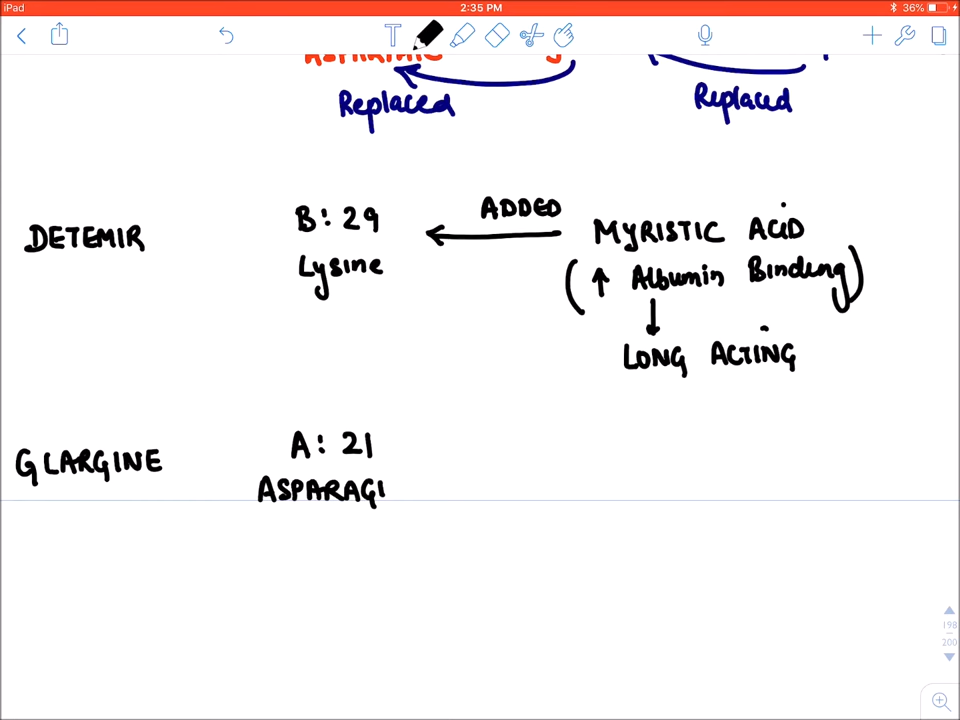 iPad 2:35 PM 36%
T
Replaced Replaced
ADDED
DETEMIR B: 29 MYRISTIC ACID
Lysine (↑ Albumin Binding)
↓
LONG ACTING
GLARGINE A: 21
ASPARAGI
198
200